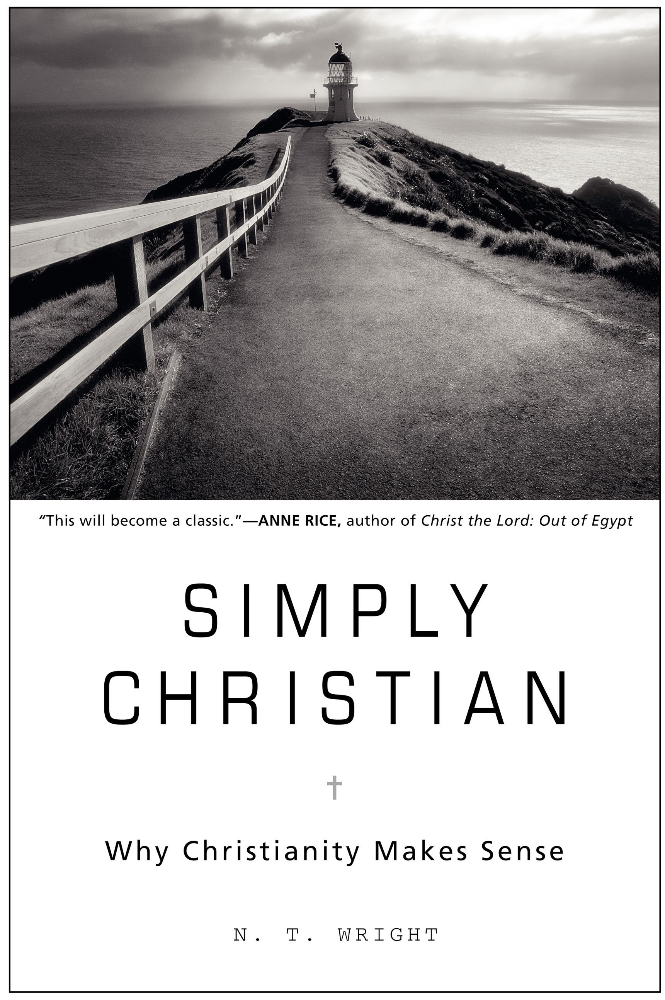 “This will become a classic.”—ANNE RICE, author of Christ the Lord: Out of Egypt
SIMPLY
CHRISTIAN
Why Christianity Makes Sense
N. T. WRIGHT